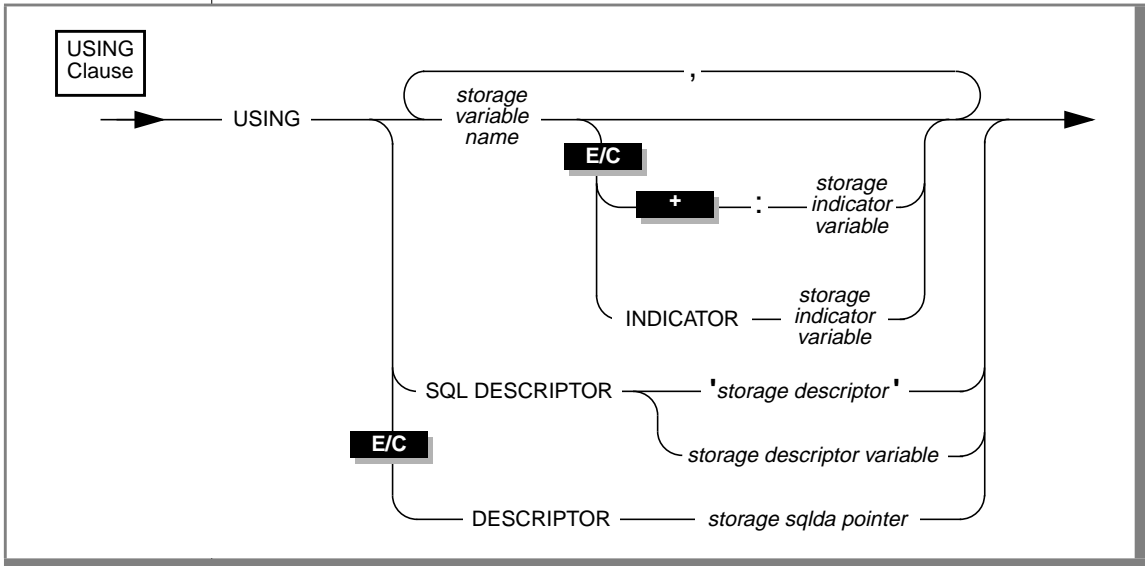 USING
Clause
,
USING
storage
variable
name
E/C
+
:
storage
indicator
variable
INDICATOR
storage
indicator
variable
SQL DESCRIPTOR
'storage descriptor'
E/C
storage descriptor variable
DESCRIPTOR
storage sqlda pointer